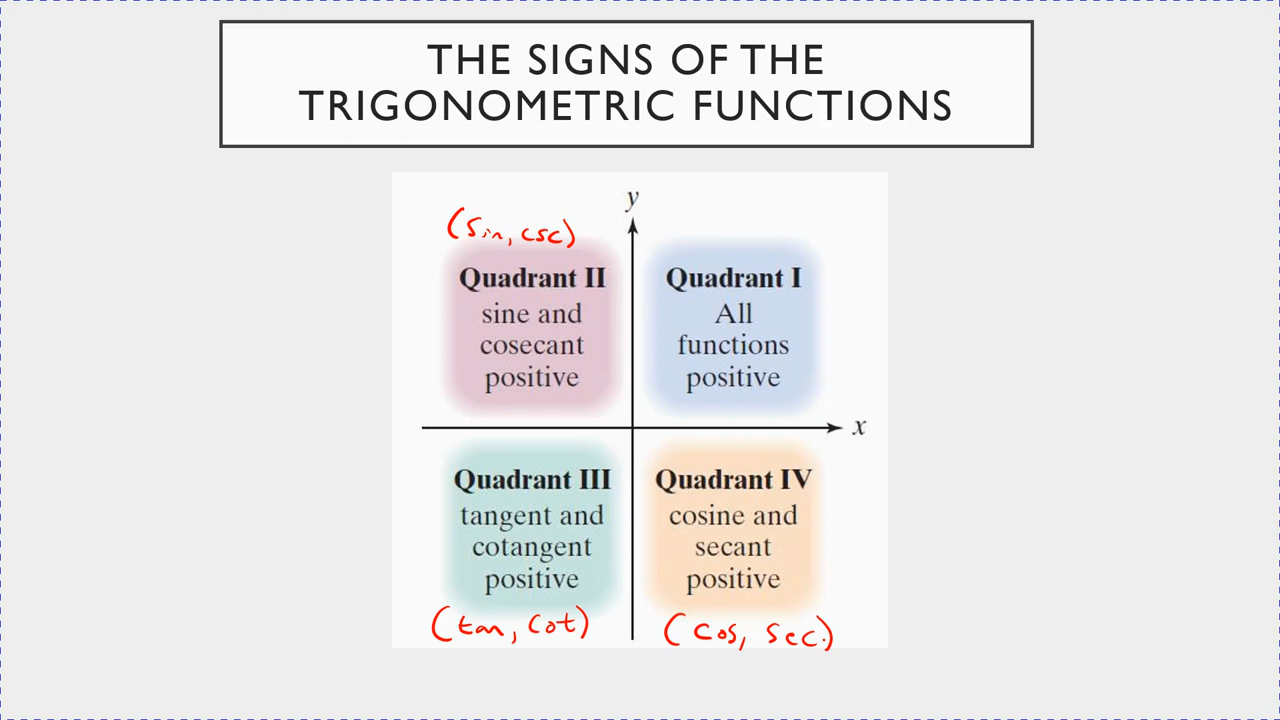 THE SIGNS OF THE
TRIGONOMETRIC FUNCTIONS
y
(sin, csc)
Quadrant II
sine and
cosecant
positive
Quadrant I
All
functions
positive
x
Quadrant III
tangent and
cotangent
positive
(tan, cot)
Quadrant IV
cosine and
secant
positive
(cos, sec.)